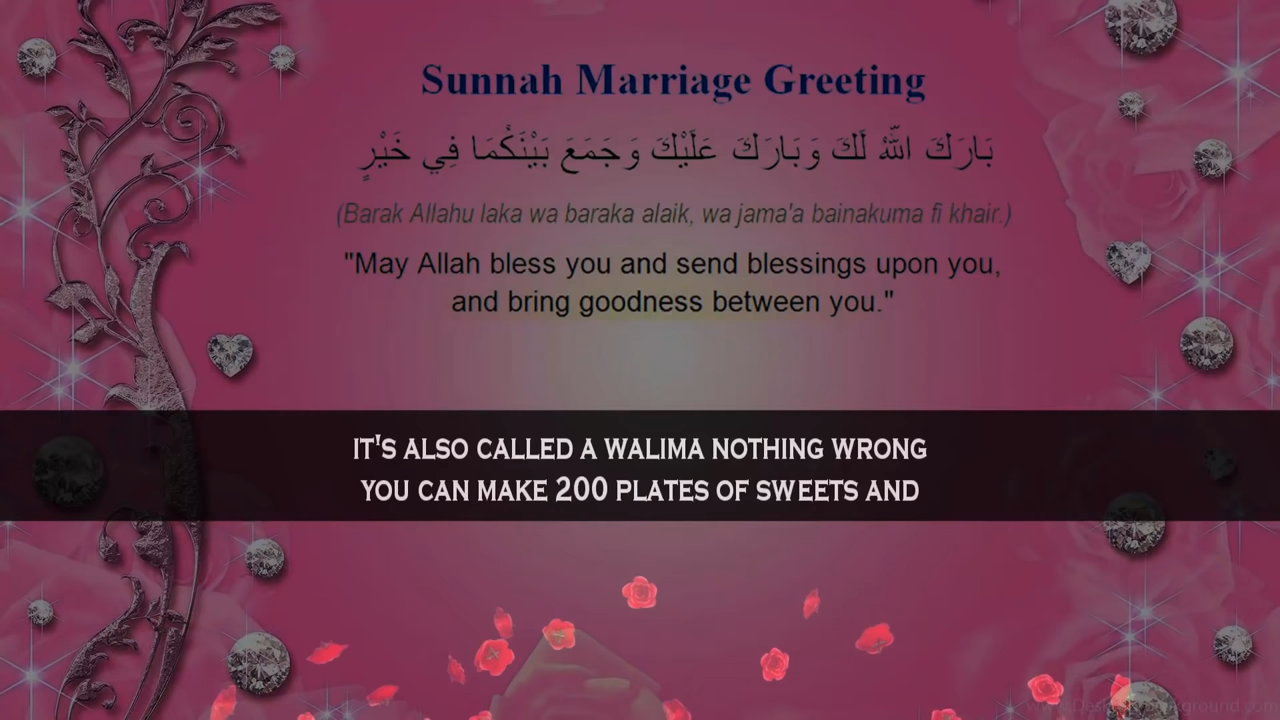 Sunnah Marriage Greeting
بَارَكَ اللّٰهُ لَكَ وَبَارَكَ عَلَيْكَ وَجَمَعَ بَيْنَكُمَا فِي خَيْرٍ
(Barak Allahu laka wa baraka alaik, wa jama'a bainakuma fi khair.)
"May Allah bless you and send blessings upon you,
and bring goodness between you."
IT'S ALSO CALLED A WALIMA NOTHING WRONG
YOU CAN MAKE 200 PLATES OF SWEETS AND